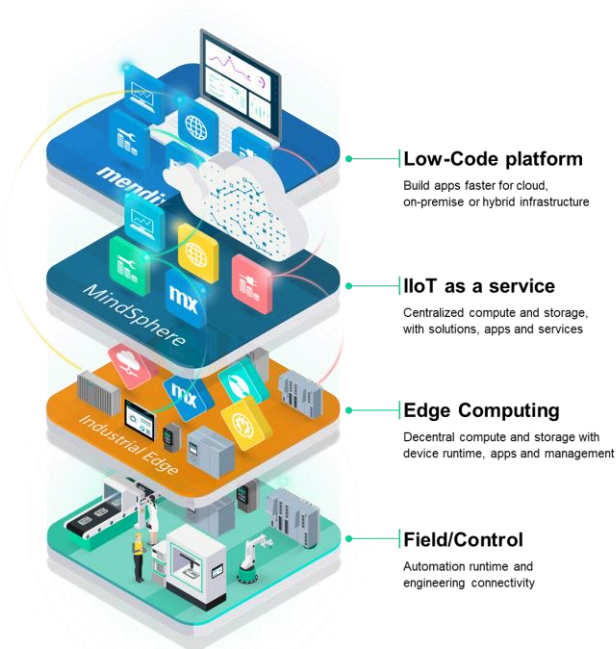 mendi
Low-Code platform
Build apps faster for cloud,
on-premise or hybrid infrastructure
MindSphere
mx
IIoT as a service
Centralized compute and storage,
with solutions, apps and services
Industrial Edge
mx
Edge Computing
Decentral compute and storage with
device runtime, apps and management
Field/Control
Automation runtime and
engineering connectivity